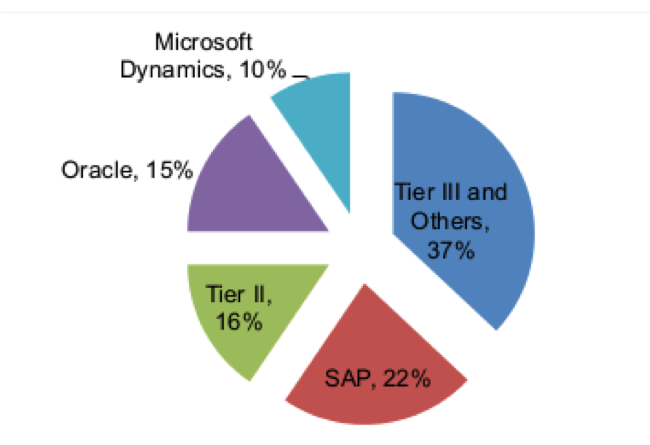 Microsoft
Dynamics, 10%
Oracle, 15%
Tier III and
Others,
37%
Tier II,
16%
SAP, 22%